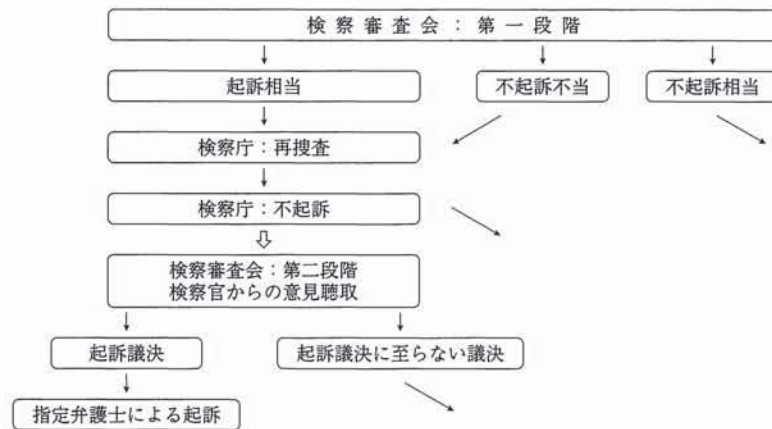 検察審査会：第一段階
起訴相当
不起訴不当
不起訴相当
検察庁：再捜査
検察庁：不起訴
検察審査会：第二段階
検察官からの意見聴取
起訴議決
起訴議決に至らない議決
指定弁護士による起訴